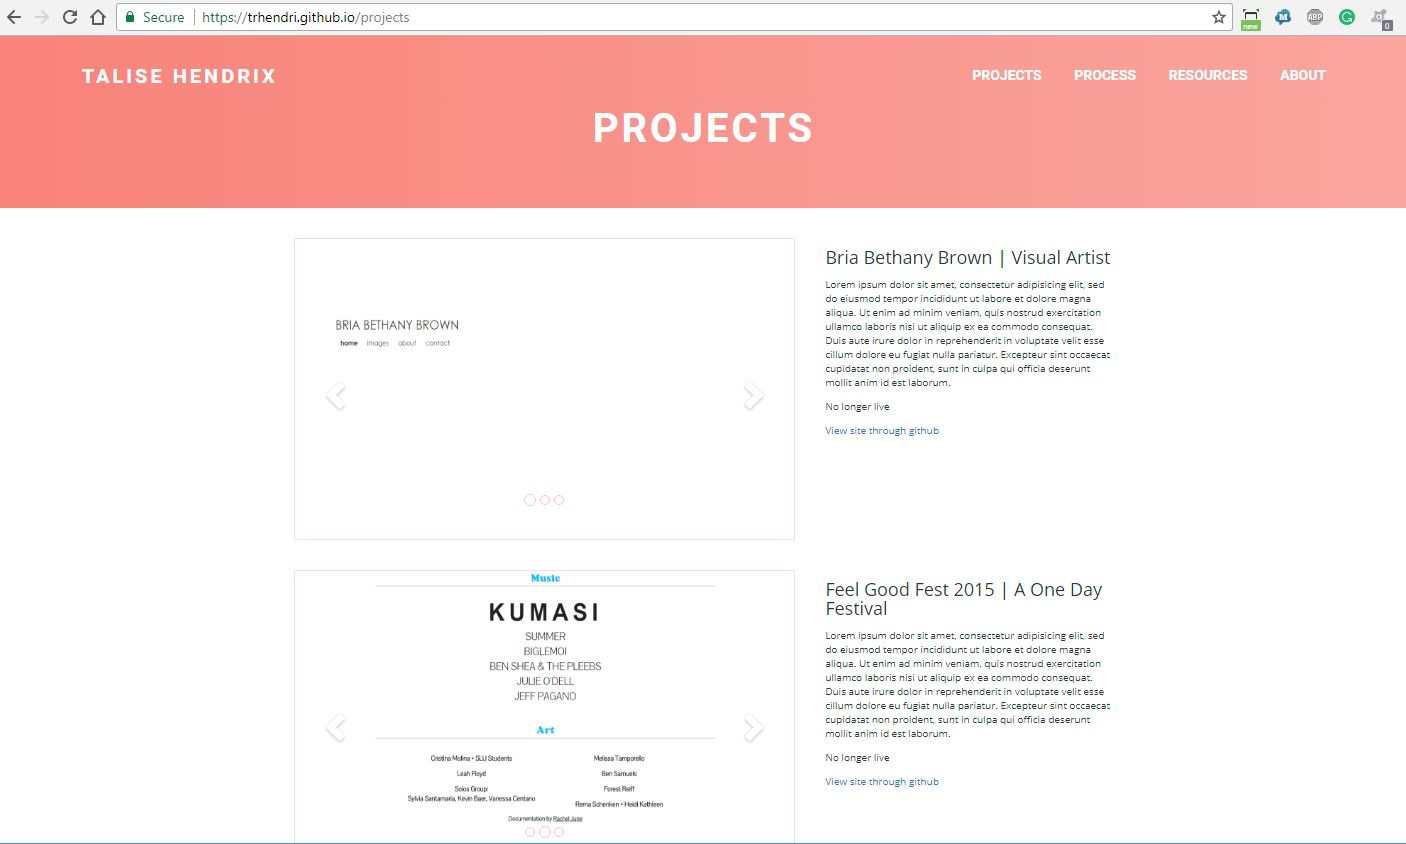 Secure https://trhendri.github.io/projects
new
M
ABP
G
0
TALISE HENDRIX
PROJECTS PROCESS RESOURCES ABOUT
PROJECTS
BRIA BETHANY BROWN
home images about contact
Bria Bethany Brown | Visual Artist
Lorem ipsum dolor sit amet, consectetur adipisicing elit, sed
do eiusmod tempor incididunt ut labore et dolore magna
aliqua. Ut enim ad minim veniam, quis nostrud exercitation
ullamco laboris nisi ut aliquip ex ea commodo consequat.
Duis aute irure dolor in reprehenderit in voluptate velit esse
cillum dolore eu fugiat nulla pariatur. Excepteur sint occaecat
cupidatat non proident, sunt in culpa qui officia deserunt
mollit anim id est laborum.
No longer live
View site through github
Music
KUMASI
SUMMER
BIGLEMOI
BEN SHEA & THE PLEEBS
JULIE O'DELL
JEFF PAGANO
Art
Cristina Molina + SLU Students
Leah Floyd
Solos Group:
Sylvia Santamaria, Kevin Baer, Vanessa Centano
Melissa Tamporello
Ben Samuels
Forest Reiff
Rema Schenken + Heidi Kathleen
Documentation by Rachel June
Feel Good Fest 2015 | A One Day
Festival
Lorem ipsum dolor sit amet, consectetur adipisicing elit, sed
do eiusmod tempor incididunt ut labore et dolore magna
aliqua. Ut enim ad minim veniam, quis nostrud exercitation
ullamco laboris nisi ut aliquip ex ea commodo consequat.
Duis aute irure dolor in reprehenderit in voluptate velit esse
cillum dolore eu fugiat nulla pariatur. Excepteur sint occaecat
cupidatat non proident, sunt in culpa qui officia deserunt
mollit anim id est laborum.
No longer live
View site through github